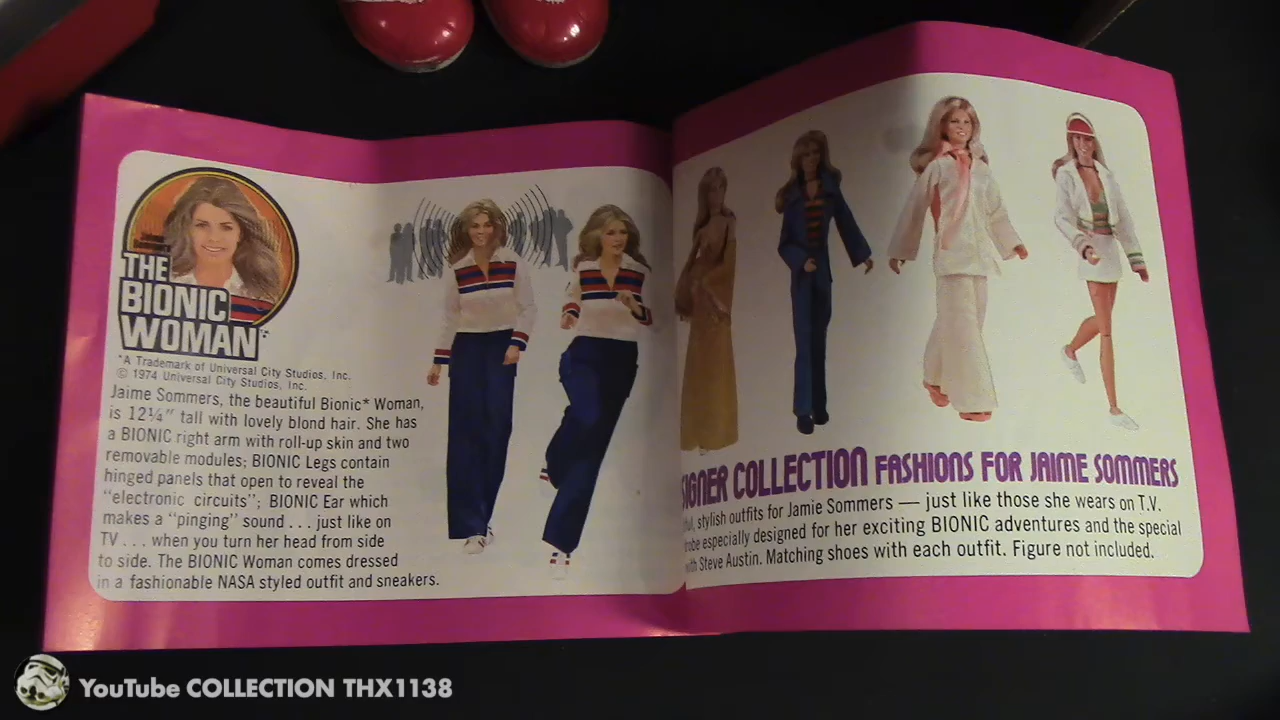 THE
BIONIC
WOMAN™
*A Trademark of Universal City Studios, Inc.
© 1974 Universal City Studios, Inc.
Jaime Sommers, the beautiful Bionic* Woman,
is 12¼" tall with lovely blond hair. She has
a BIONIC right arm with roll-up skin and two
removable modules; BIONIC Legs contain
hinged panels that open to reveal the
"electronic circuits"; BIONIC Ear which
makes a "pinging" sound . . . just like on
TV . . . when you turn her head from side
to side. The BIONIC Woman comes dressed
in a fashionable NASA styled outfit and sneakers.
COLLECTION FASHIONS FOR JAIME SOMMERS
stylish outfits for Jamie Sommers — just like those she wears on T.V.
especially designed for her exciting BIONIC adventures and the special
Steve Austin. Matching shoes with each outfit. Figure not included.
YouTube COLLECTION THX1138